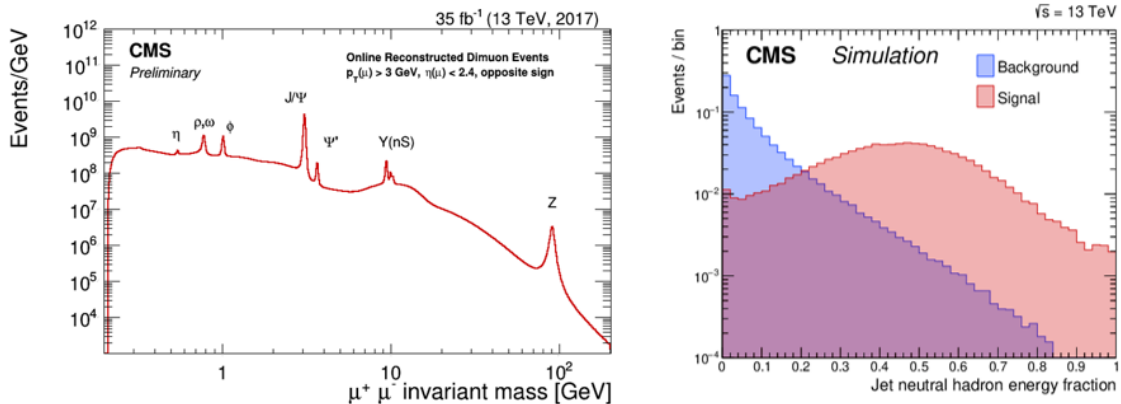 35 fb⁻¹ (13 TeV, 2017)
Events/GeV
10¹²
10¹¹
10¹⁰
10⁹
10⁸
10⁷
10⁶
10⁵
10⁴
CMS
Preliminary
Online Reconstructed Dimuon Events
p_T(μ) > 3 GeV, η(μ) < 2.4, opposite sign
η
ρ,ω
ϕ
J/Ψ
Ψ'
Υ(nS)
Z
1
10
10²
μ⁺ μ⁻ invariant mass [GeV]
√s = 13 TeV
Events / bin
1
10⁻¹
10⁻²
10⁻³
10⁻⁴
CMS Simulation
Background
Signal
0 0.1 0.2 0.3 0.4 0.5 0.6 0.7 0.8 0.9 1
Jet neutral hadron energy fraction